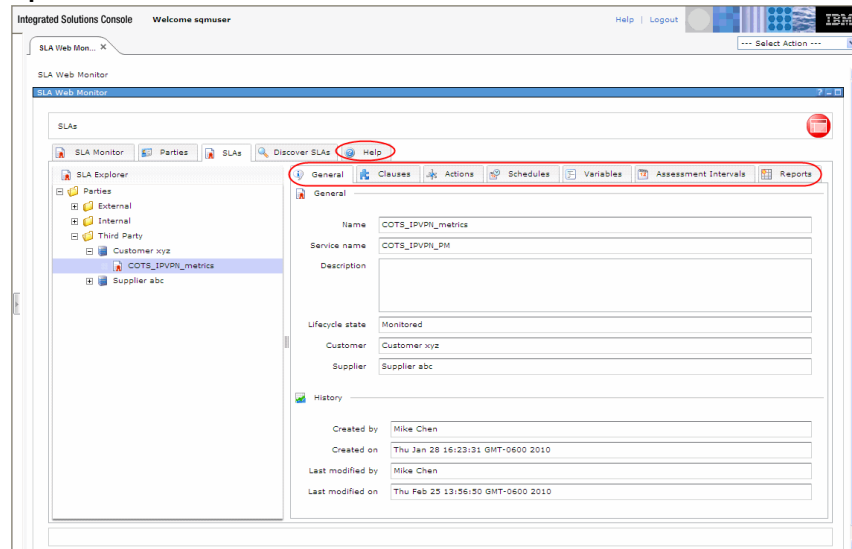 Integrated Solutions Console Welcome sqmuser Help | Logout IBM
SLA Web Mon... X --- Select Action ---
SLA Web Monitor
SLA Web Monitor
SLAs
SLA Monitor Parties SLAs Discover SLAs Help
SLA Explorer
Parties
External
Internal
Third Party
Customer xyz
COTS_IPVPN_metrics
Supplier abc
General Clauses Actions Schedules Variables Assessment Intervals Reports
General
Name COTS_IPVPN_metrics
Service name COTS_IPVPN_PM
Description
Lifecycle state Monitored
Customer Customer xyz
Supplier Supplier abc
History
Created by Mike Chen
Created on Thu Jan 28 16:23:31 GMT-0600 2010
Last modified by Mike Chen
Last modified on Thu Feb 25 13:56:50 GMT-0600 2010